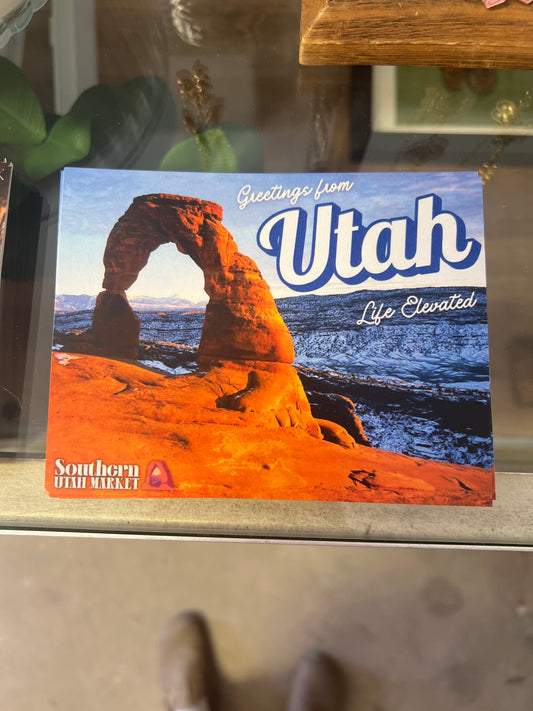 Greetings from
Utah
Life Elevated
Southern
UTAH MARKET